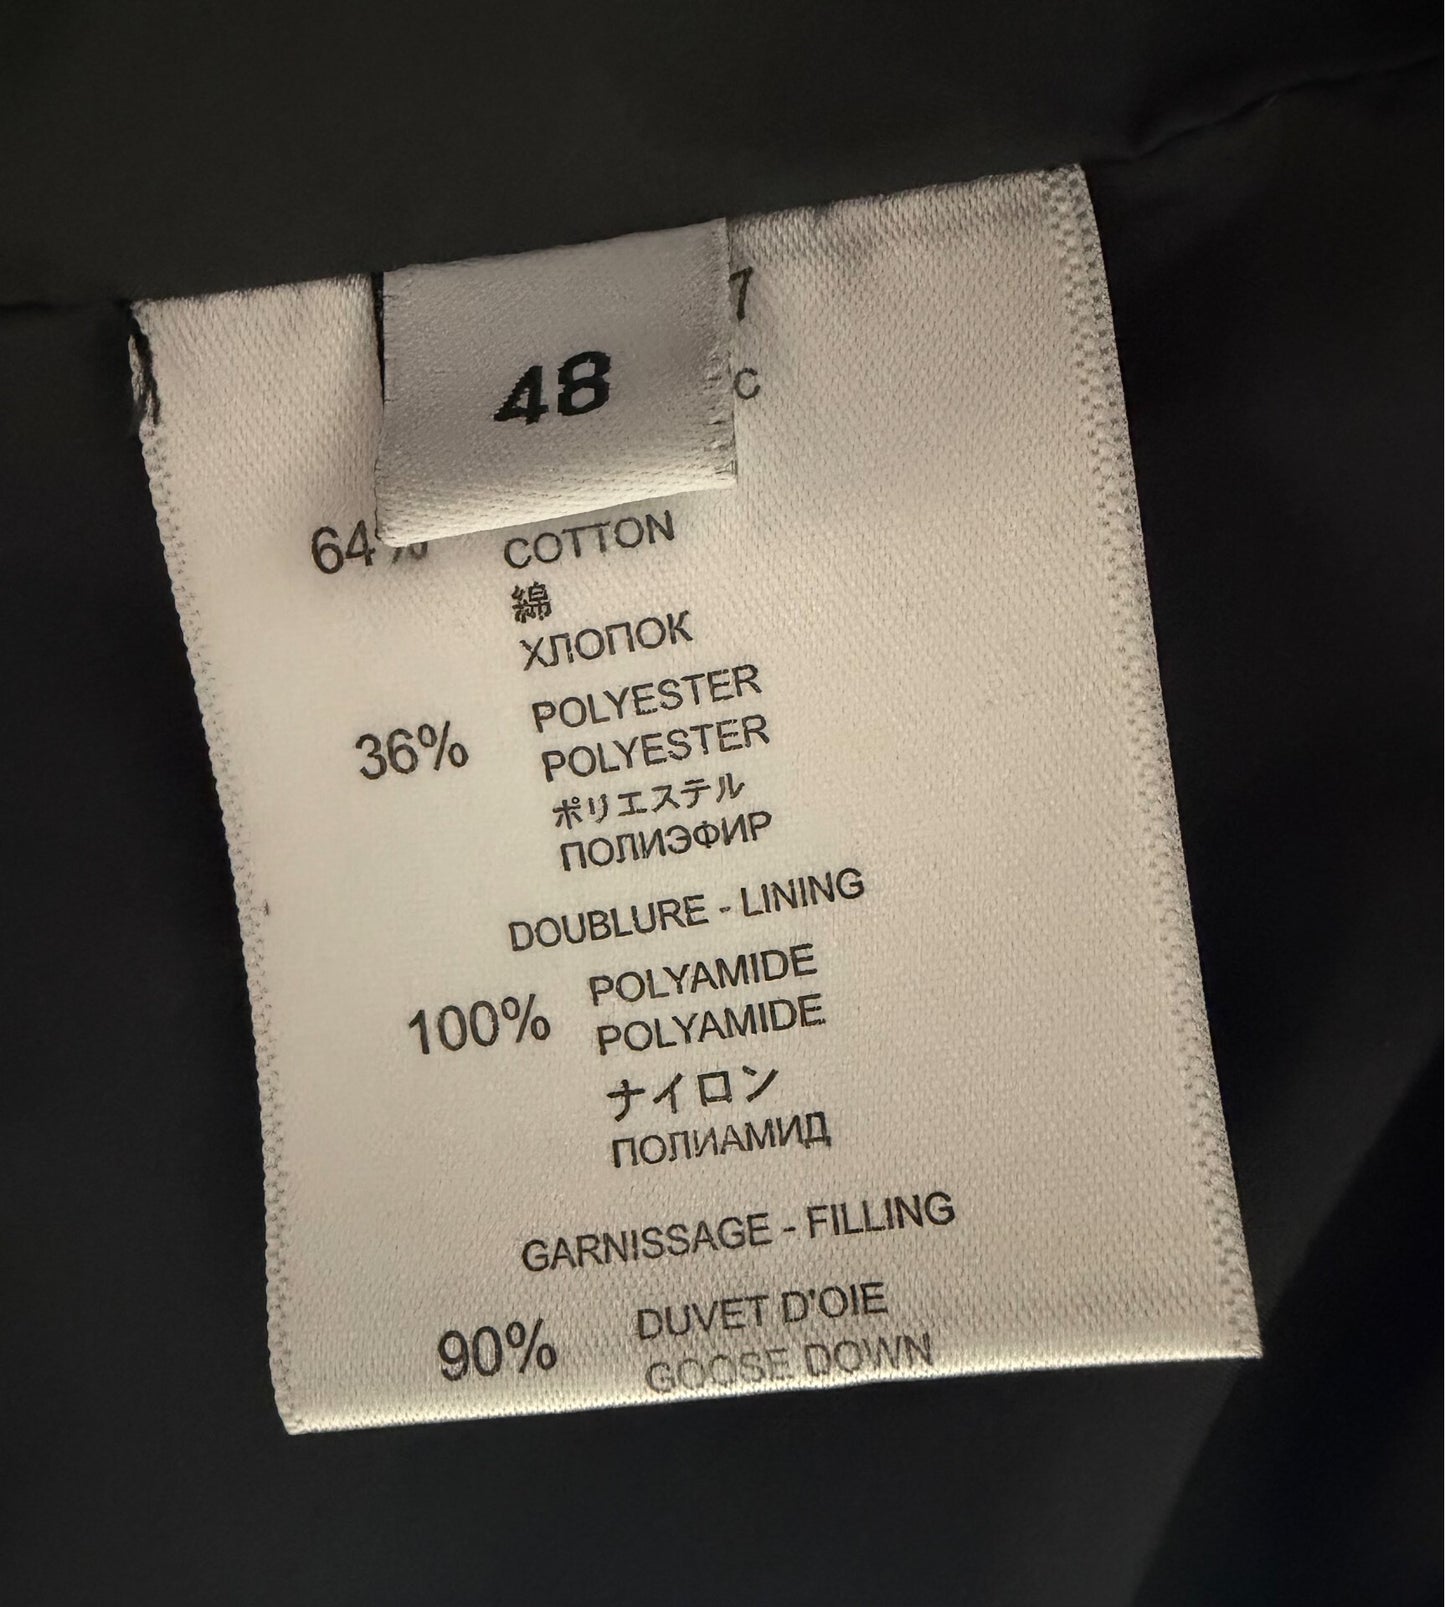 7
C
48
64% COTTON
綿
ХЛОПОК
36% POLYESTER
POLYESTER
ポリエステル
ПОЛИЭФИР
DOUBLURE - LINING
100% POLYAMIDE
POLYAMIDE
ナイロン
ПОЛИАМИД
GARNISSAGE - FILLING
90% DUVET D'OIE
GOOSE DOWN